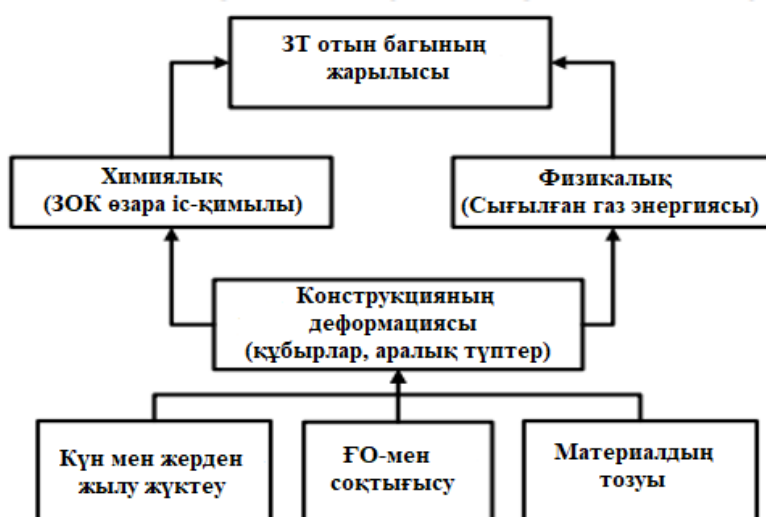 ЗТ отын багының
жарылысы
Химиялық
(ЗОК өзара іс-қимылы)
Физикалық
(Сығылған газ энергиясы)
Конструкцияның
деформациясы
(құбырлар, аралық түптер)
Күн мен жерден
жылу жүктеу
ҒО-мен
соқтығысу
Материалдың
тозуы